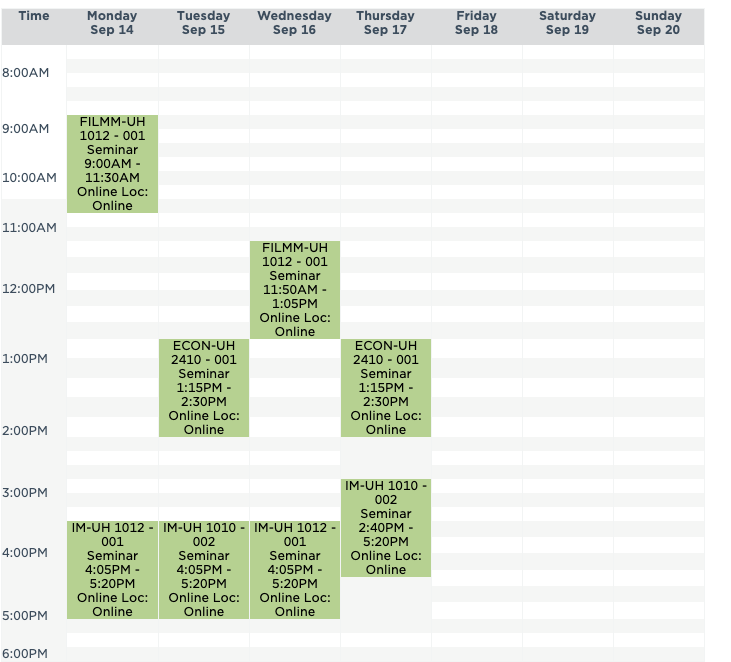 Time
Monday
Sep 14
Tuesday
Sep 15
Wednesday
Sep 16
Thursday
Sep 17
Friday
Sep 18
Saturday
Sep 19
Sunday
Sep 20
8:00AM
9:00AM
FILMM-UH
1012 - 001
Seminar
9:00AM -
11:30AM
Online Loc:
Online
10:00AM
11:00AM
FILMM-UH
1012 - 001
Seminar
11:50AM -
1:05PM
Online Loc:
Online
12:00PM
1:00PM
ECON-UH
2410 - 001
Seminar
1:15PM -
2:30PM
Online Loc:
Online
ECON-UH
2410 - 001
Seminar
1:15PM -
2:30PM
Online Loc:
Online
2:00PM
3:00PM
IM-UH 1010 -
002
Seminar
2:40PM -
5:20PM
Online Loc:
Online
IM-UH 1012 -
001
Seminar
4:05PM -
5:20PM
Online Loc:
Online
IM-UH 1010 -
002
Seminar
4:05PM -
5:20PM
Online Loc:
Online
IM-UH 1012 -
001
Seminar
4:05PM -
5:20PM
Online Loc:
Online
4:00PM
5:00PM
6:00PM